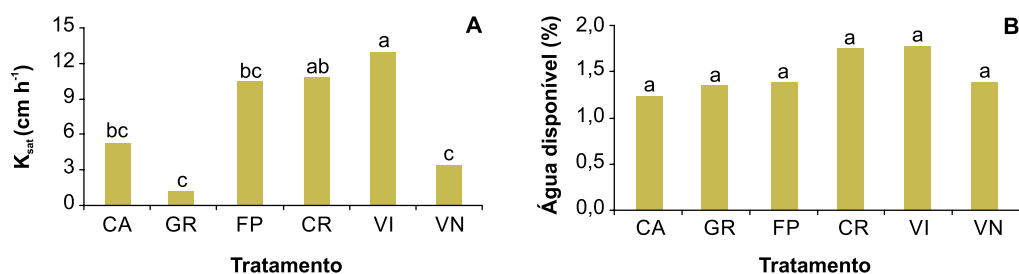 A
K_sat (cm h⁻¹)
15
12
9
6
3
0
bc
c
bc
ab
a
c
CA GR FP CR VI VN
Tratamento
B
Água disponível (%)
2,0
1,5
1,0
0,5
0,0
a
a
a
a
a
a
CA GR FP CR VI VN
Tratamento